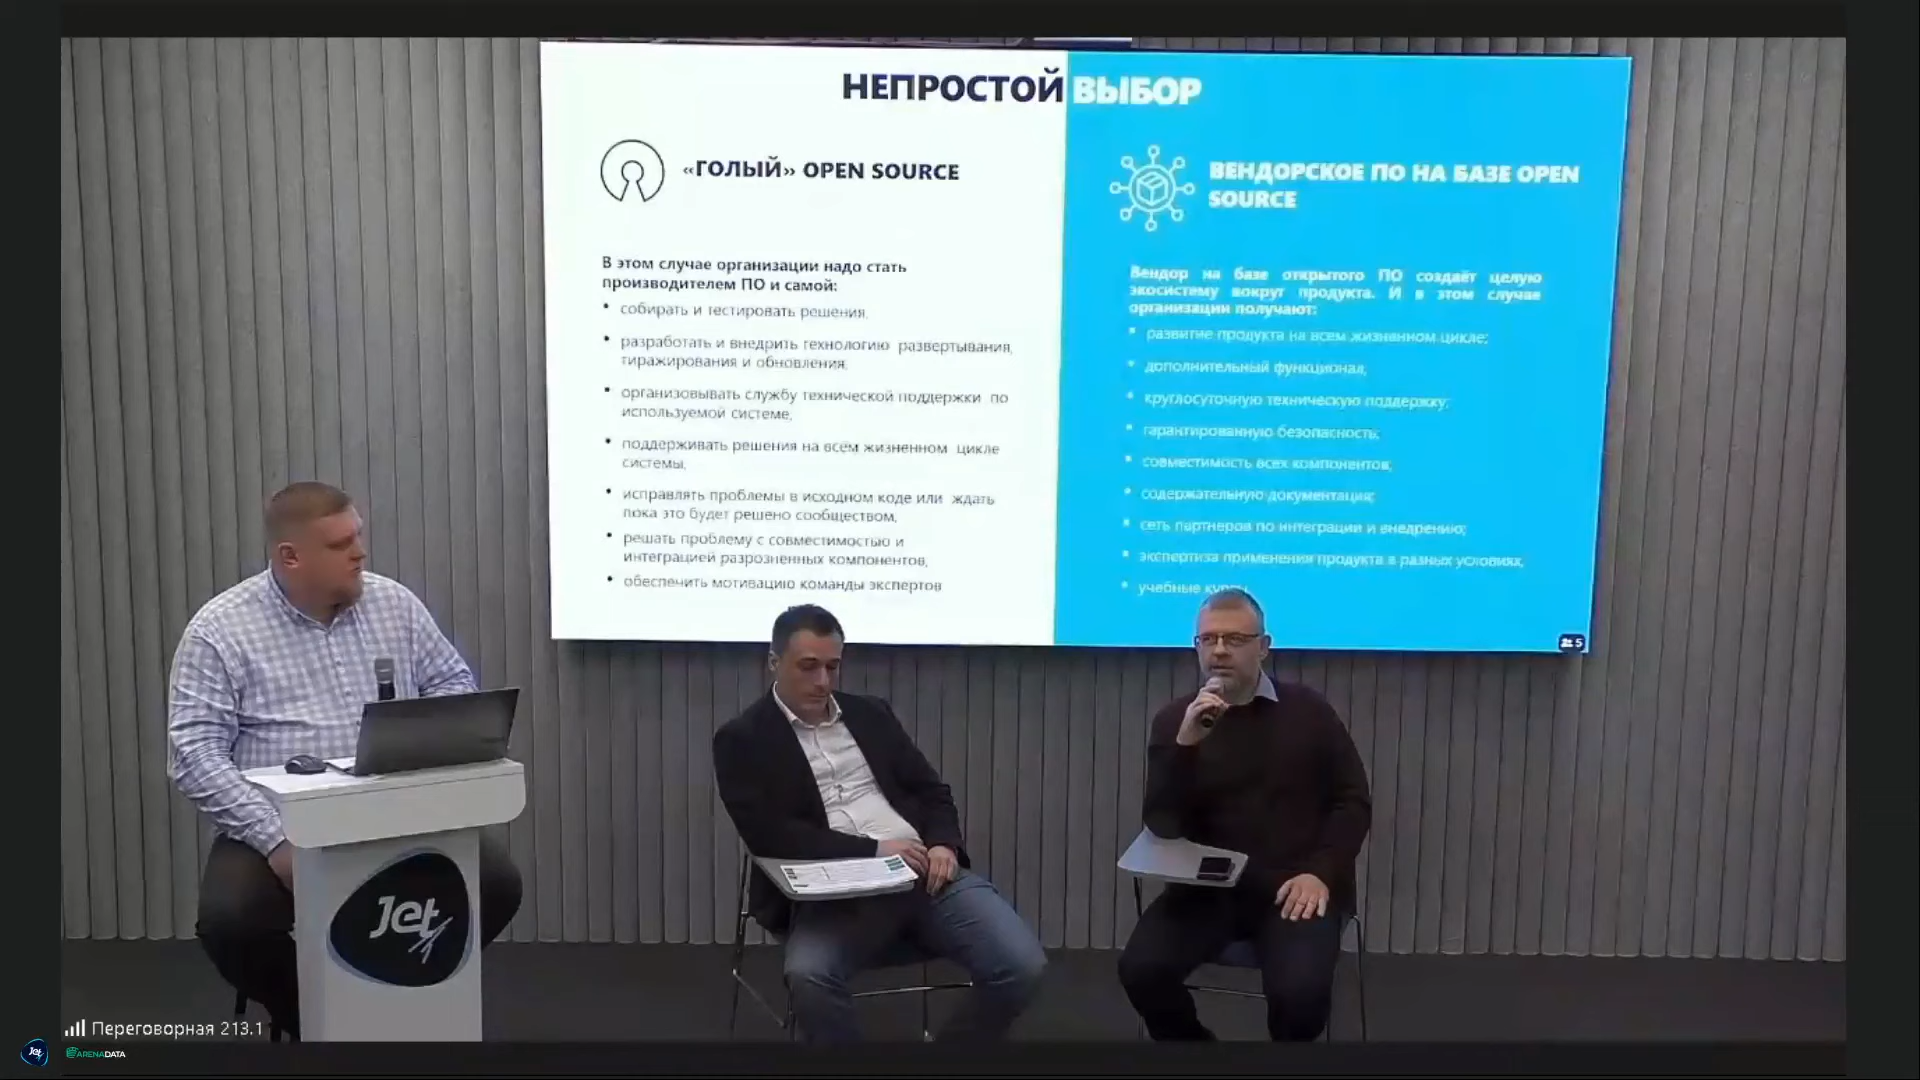 НЕПРОСТОЙ ВЫБОР
«ГОЛЫЙ» OPEN SOURCE
В этом случае организации надо стать
производителем ПО и самой:
• собирать и тестировать решения,
• разработать и внедрить технологию развертывания,
тиражирования и обновления,
• организовывать службу технической поддержки по
используемой системе,
• поддерживать решения на всем жизненном цикле
системы,
• исправлять проблемы в исходном коде или ждать
пока это будет решено сообществом,
• решать проблему с совместимостью и
интеграцией разрозненных компонентов,
• обеспечить мотивацию команды экспертов
ВЕНДОРСКОЕ ПО НА БАЗЕ OPEN
SOURCE
Вендор на базе открытого ПО создаёт целую
экосистему вокруг продукта. И в этом случае
организации получают:
• развитие продукта на всем жизненном цикле;
• дополнительный функционал,
• круглосуточную техническую поддержку;
• гарантированную безопасность;
• совместимость всех компонентов;
• содержательную документация;
• сеть партнеров по интеграции и внедрению;
• экспертиза применения продукта в разных условиях,
• учебные
5
Jet
Переговорная 213.1
Jet
ARENADATA